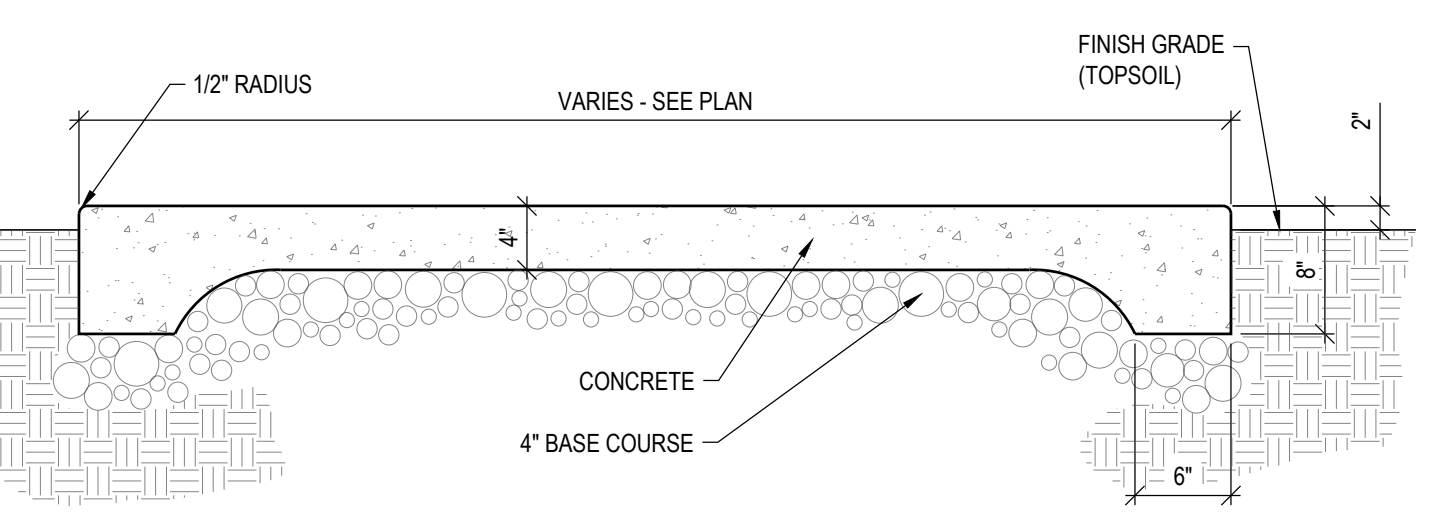 FINISH GRADE
(TOPSOIL)
1/2" RADIUS
VARIES - SEE PLAN
2"
4"
8"
CONCRETE
4" BASE COURSE
6"